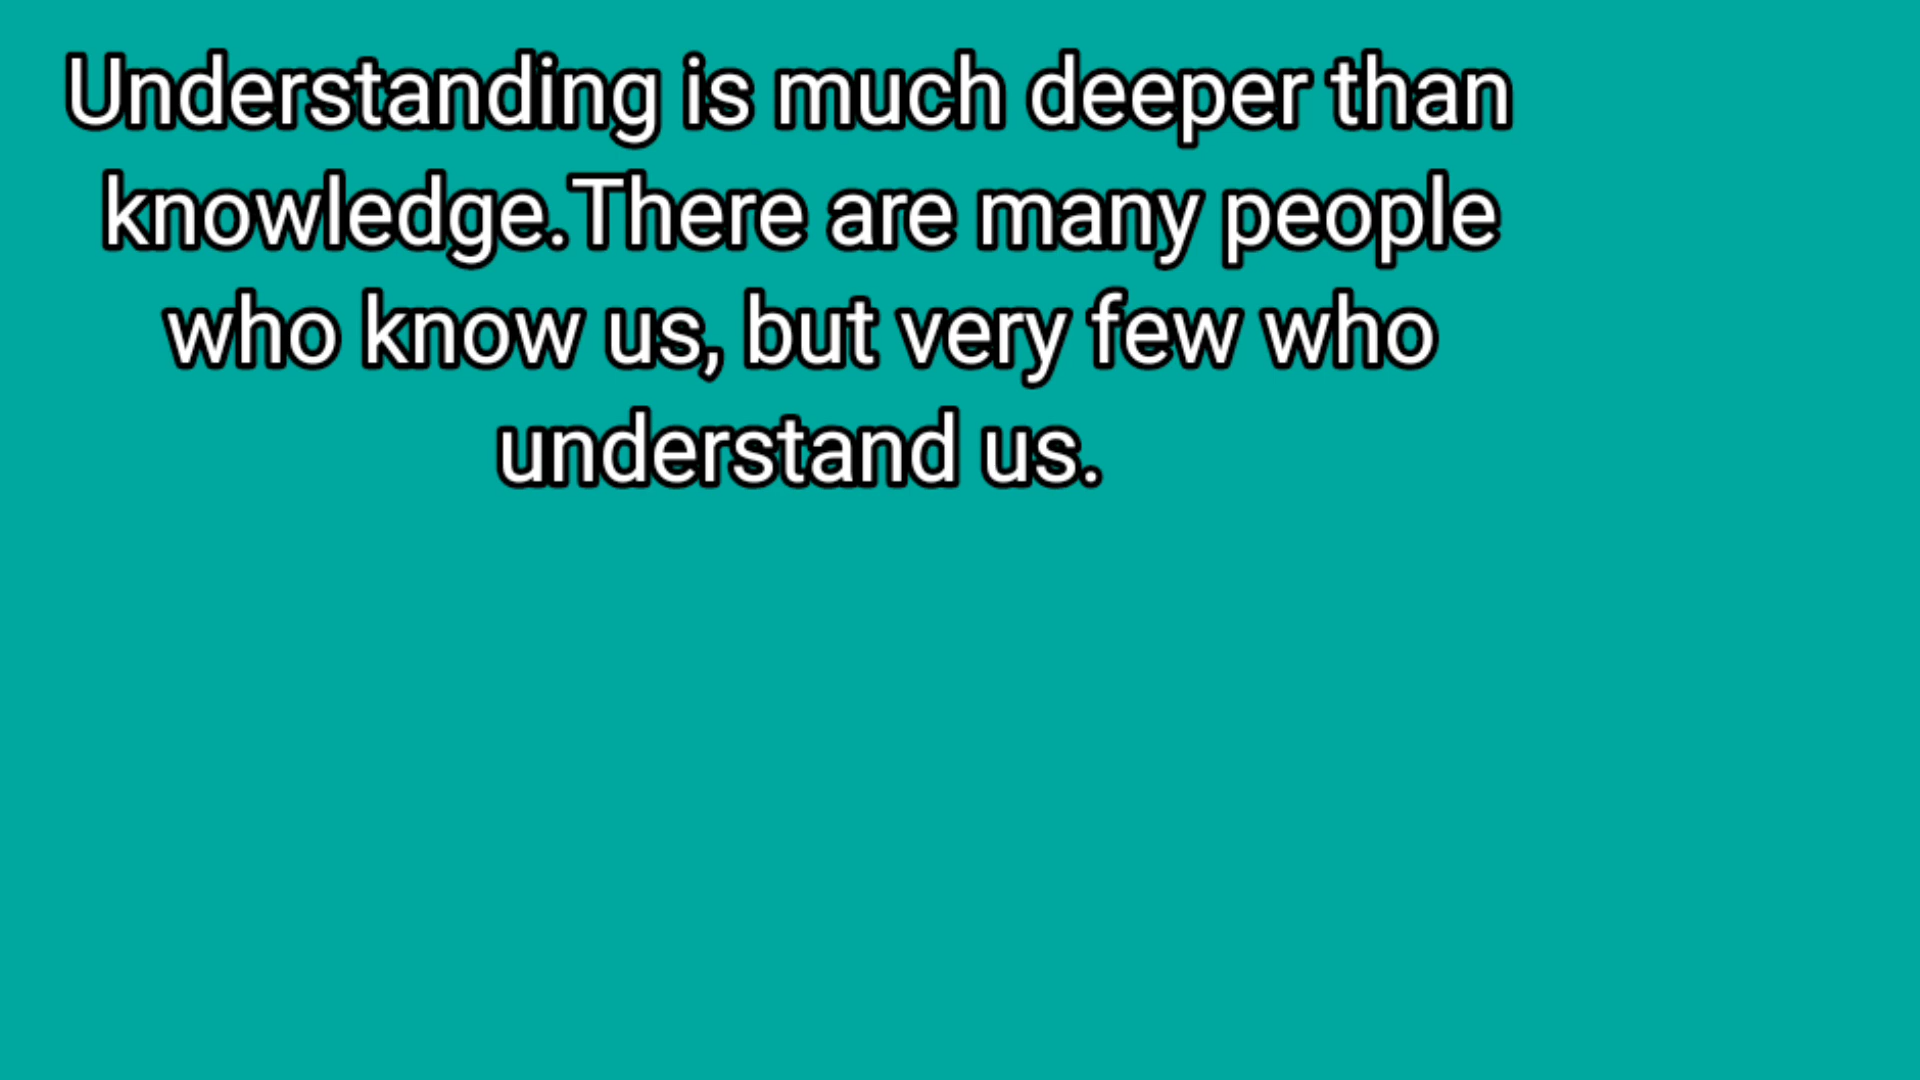 Understanding is much deeper than
knowledge.There are many people
who know us, but very few who
understand us.